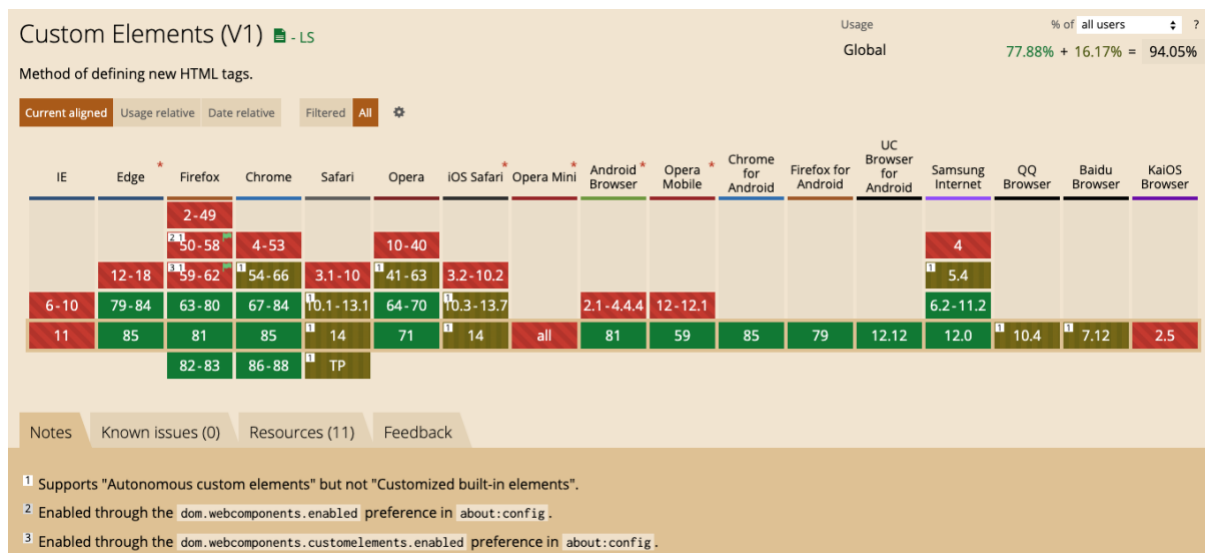 Custom Elements (V1) - LS
Usage % of all users ?
Global 77.88% + 16.17% = 94.05%
Method of defining new HTML tags.
Current aligned Usage relative Date relative Filtered All
IE Edge * Firefox Chrome Safari Opera iOS Safari * Opera Mini * Android Browser * Opera Mobile * Chrome for Android Firefox for Android UC Browser for Android Samsung Internet QQ Browser Baidu Browser KaiOS Browser
2-49
2 1 50-58 4-53 10-40 4
12-18 3 1 59-62 1 54-66 3.1-10 1 41-63 3.2-10.2 1 5.4
6-10 79-84 63-80 67-84 1 10.1-13.1 64-70 1 10.3-13.7 2.1-4.4.4 12-12.1 6.2-11.2
11 85 81 85 1 14 71 1 14 all 81 59 85 79 12.12 12.0 1 10.4 1 7.12 2.5
82-83 86-88 1 TP
Notes Known issues (0) Resources (11) Feedback
1 Supports "Autonomous custom elements" but not "Customized built-in elements".
2 Enabled through the dom.webcomponents.enabled preference in about:config.
3 Enabled through the dom.webcomponents.customelements.enabled preference in about:config.